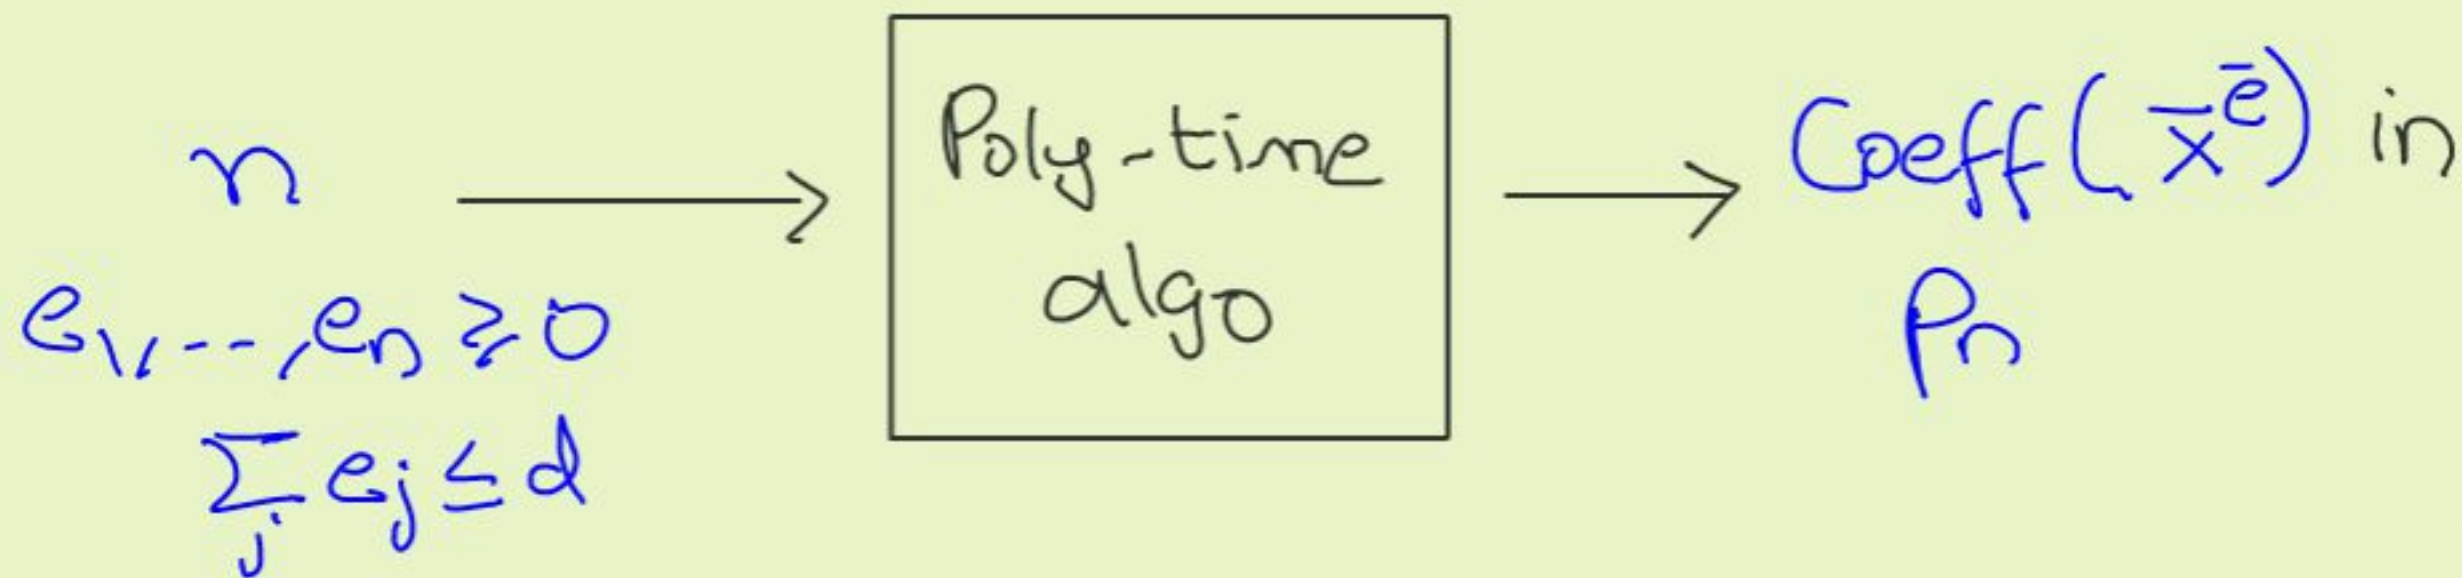 n
e₁, --, eₙ ≥ 0
∑ⱼ eⱼ ≤ d
Poly-time
algo
Coeff(x̄^ē) in
Pₙ